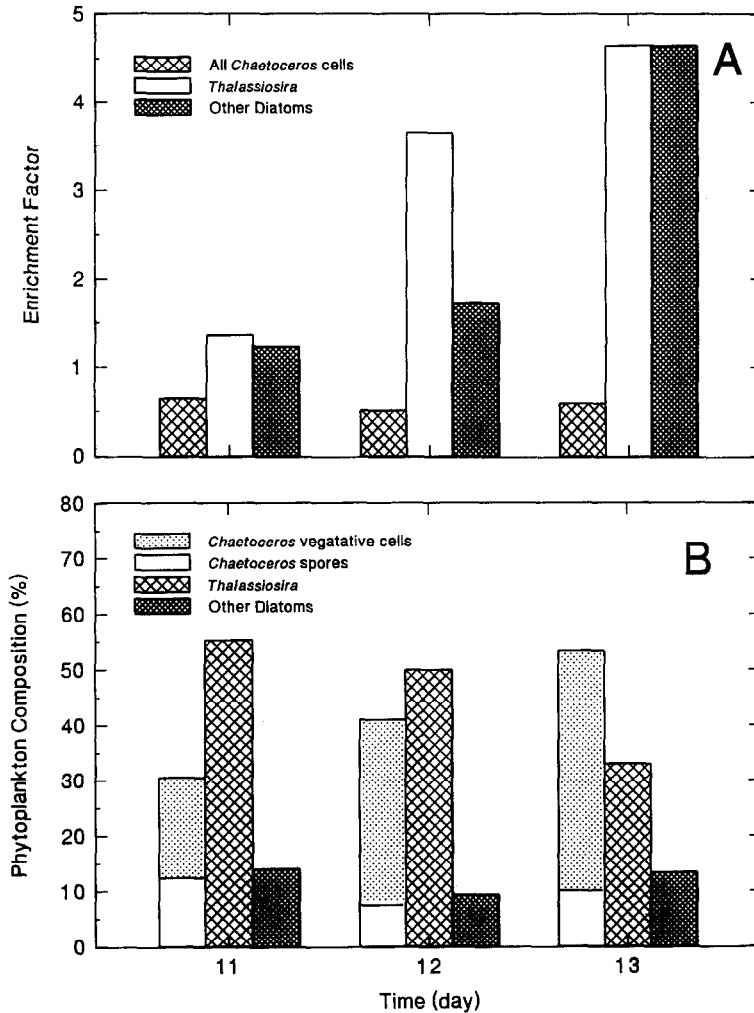 5
4
3
2
1
0
Enrichment Factor
A
All Chaetoceros cells
Thalassiosira
Other Diatoms
80
70
60
50
40
30
20
10
0
Phytoplankton Composition (%)
B
Chaetoceros vegatative cells
Chaetoceros spores
Thalassiosira
Other Diatoms
11 12 13
Time (day)